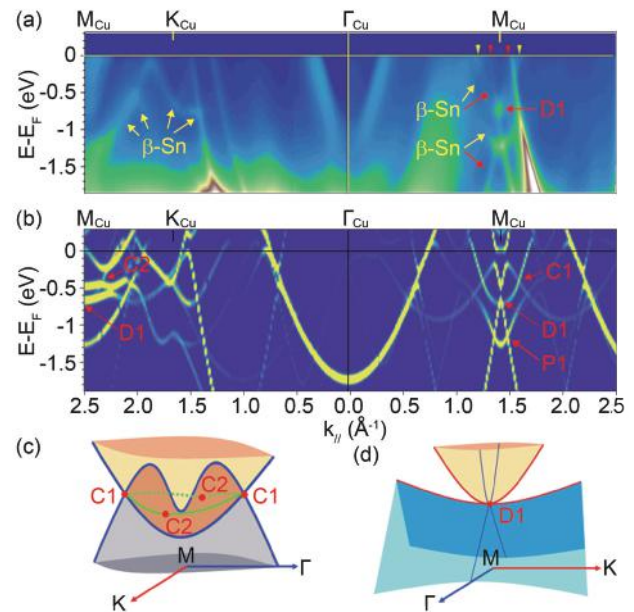 (a)
M_Cu K_Cu Γ_Cu M_Cu
E-E_F (eV)
0
-0.5
-1.0
-1.5
β-Sn
β-Sn
D1
β-Sn
(b)
M_Cu K_Cu Γ_Cu M_Cu
E-E_F (eV)
0
-0.5
-1.0
-1.5
C2
D1
C1
D1
P1
2.5 2.0 1.5 1.0 0.5 0.0 0.5 1.0 1.5 2.0 2.5
k_// (Å⁻¹)
(c)
C1 C1
C2
C2
M
Γ
K
(d)
D1
M
K
Γ